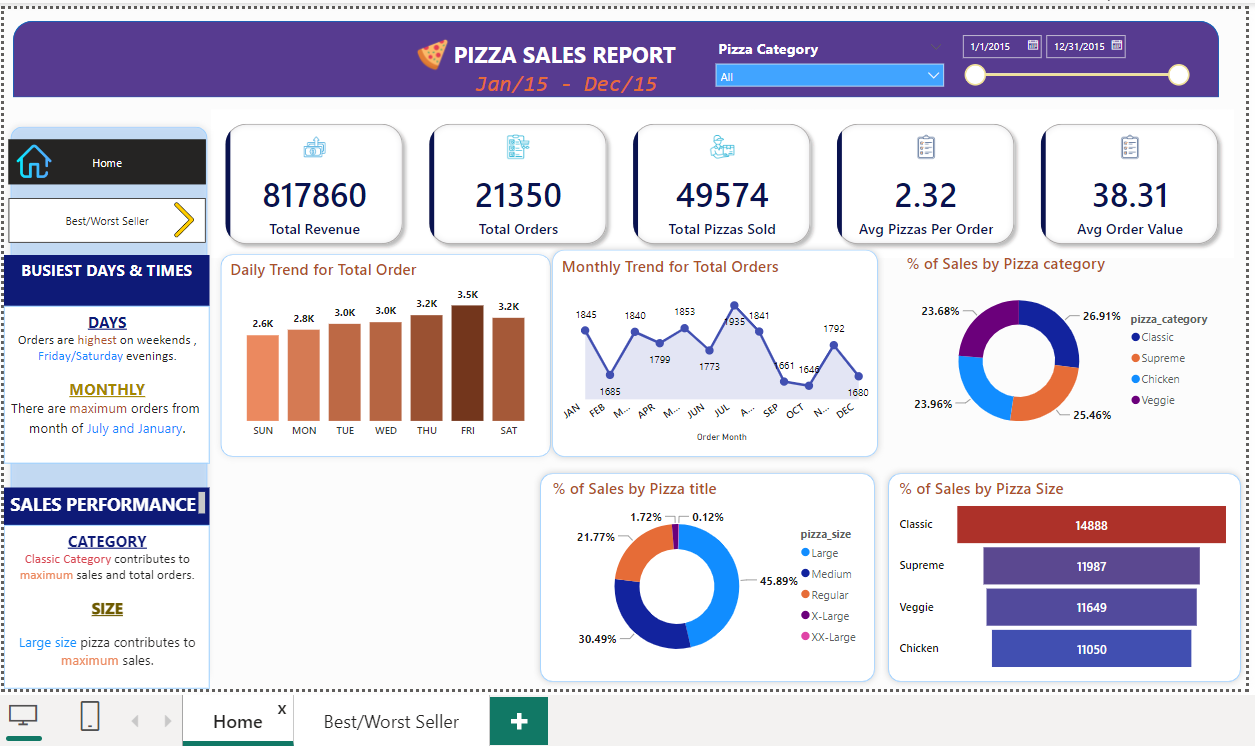 PIZZA SALES REPORT
Jan/15 - Dec/15
Pizza Category
All
1/1/2015
12/31/2015
Home
Best/Worst Seller
BUSIEST DAYS & TIMES
DAYS
Orders are highest on weekends ,
Friday/Saturday evenings.
MONTHLY
There are maximum orders from
month of July and January.
SALES PERFORMANCE
CATEGORY
Classic Category contributes to
maximum sales and total orders.
SIZE
Large size pizza contributes to
maximum sales.
817860
Total Revenue
21350
Total Orders
49574
Total Pizzas Sold
2.32
Avg Pizzas Per Order
38.31
Avg Order Value
Daily Trend for Total Order
2.6K
2.8K
3.0K
3.0K
3.2K
3.5K
3.2K
SUN
MON
TUE
WED
THU
FRI
SAT
Monthly Trend for Total Orders
1845
1685
1840
1799
1853
1773
1935
1841
1661
1646
1792
1680
JAN
FEB
M...
APR
M...
JUN
JUL
A...
SEP
OCT
N...
DEC
Order Month
% of Sales by Pizza category
23.68%
26.91%
23.96%
25.46%
pizza_category
Classic
Supreme
Chicken
Veggie
% of Sales by Pizza title
1.72%
0.12%
21.77%
45.89%
30.49%
pizza_size
Large
Medium
Regular
X-Large
XX-Large
% of Sales by Pizza Size
Classic
14888
Supreme
11987
Veggie
11649
Chicken
11050
Home
X
Best/Worst Seller
+